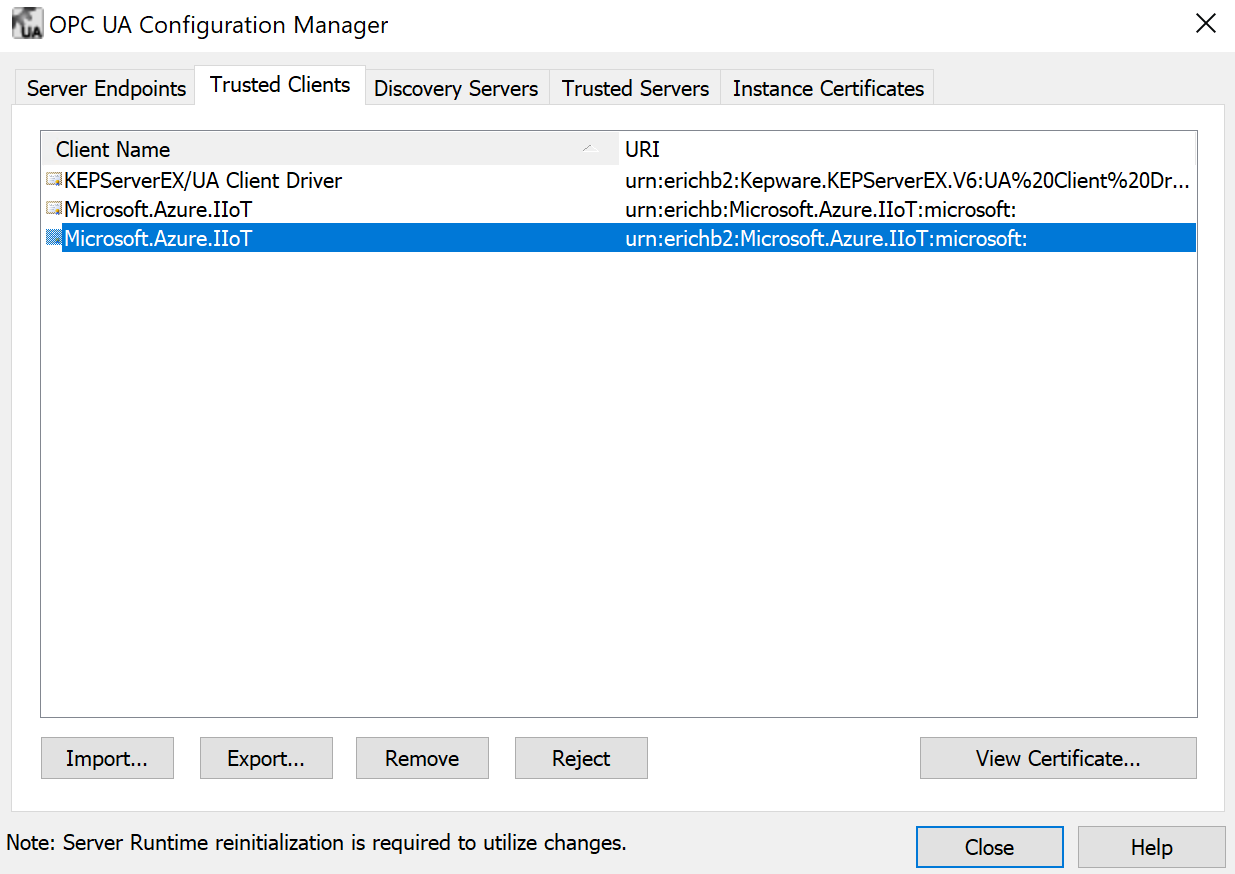 UA OPC UA Configuration Manager
Server Endpoints Trusted Clients Discovery Servers Trusted Servers Instance Certificates
Client Name URI
KEPServerEX/UA Client Driver urn:erichb2:Kepware.KEPServerEX.V6:UA%20Client%20Dr...
Microsoft.Azure.IIoT urn:erichb:Microsoft.Azure.IIoT:microsoft:
Microsoft.Azure.IIoT urn:erichb2:Microsoft.Azure.IIoT:microsoft:
Import... Export... Remove Reject View Certificate...
Note: Server Runtime reinitialization is required to utilize changes.
Close Help